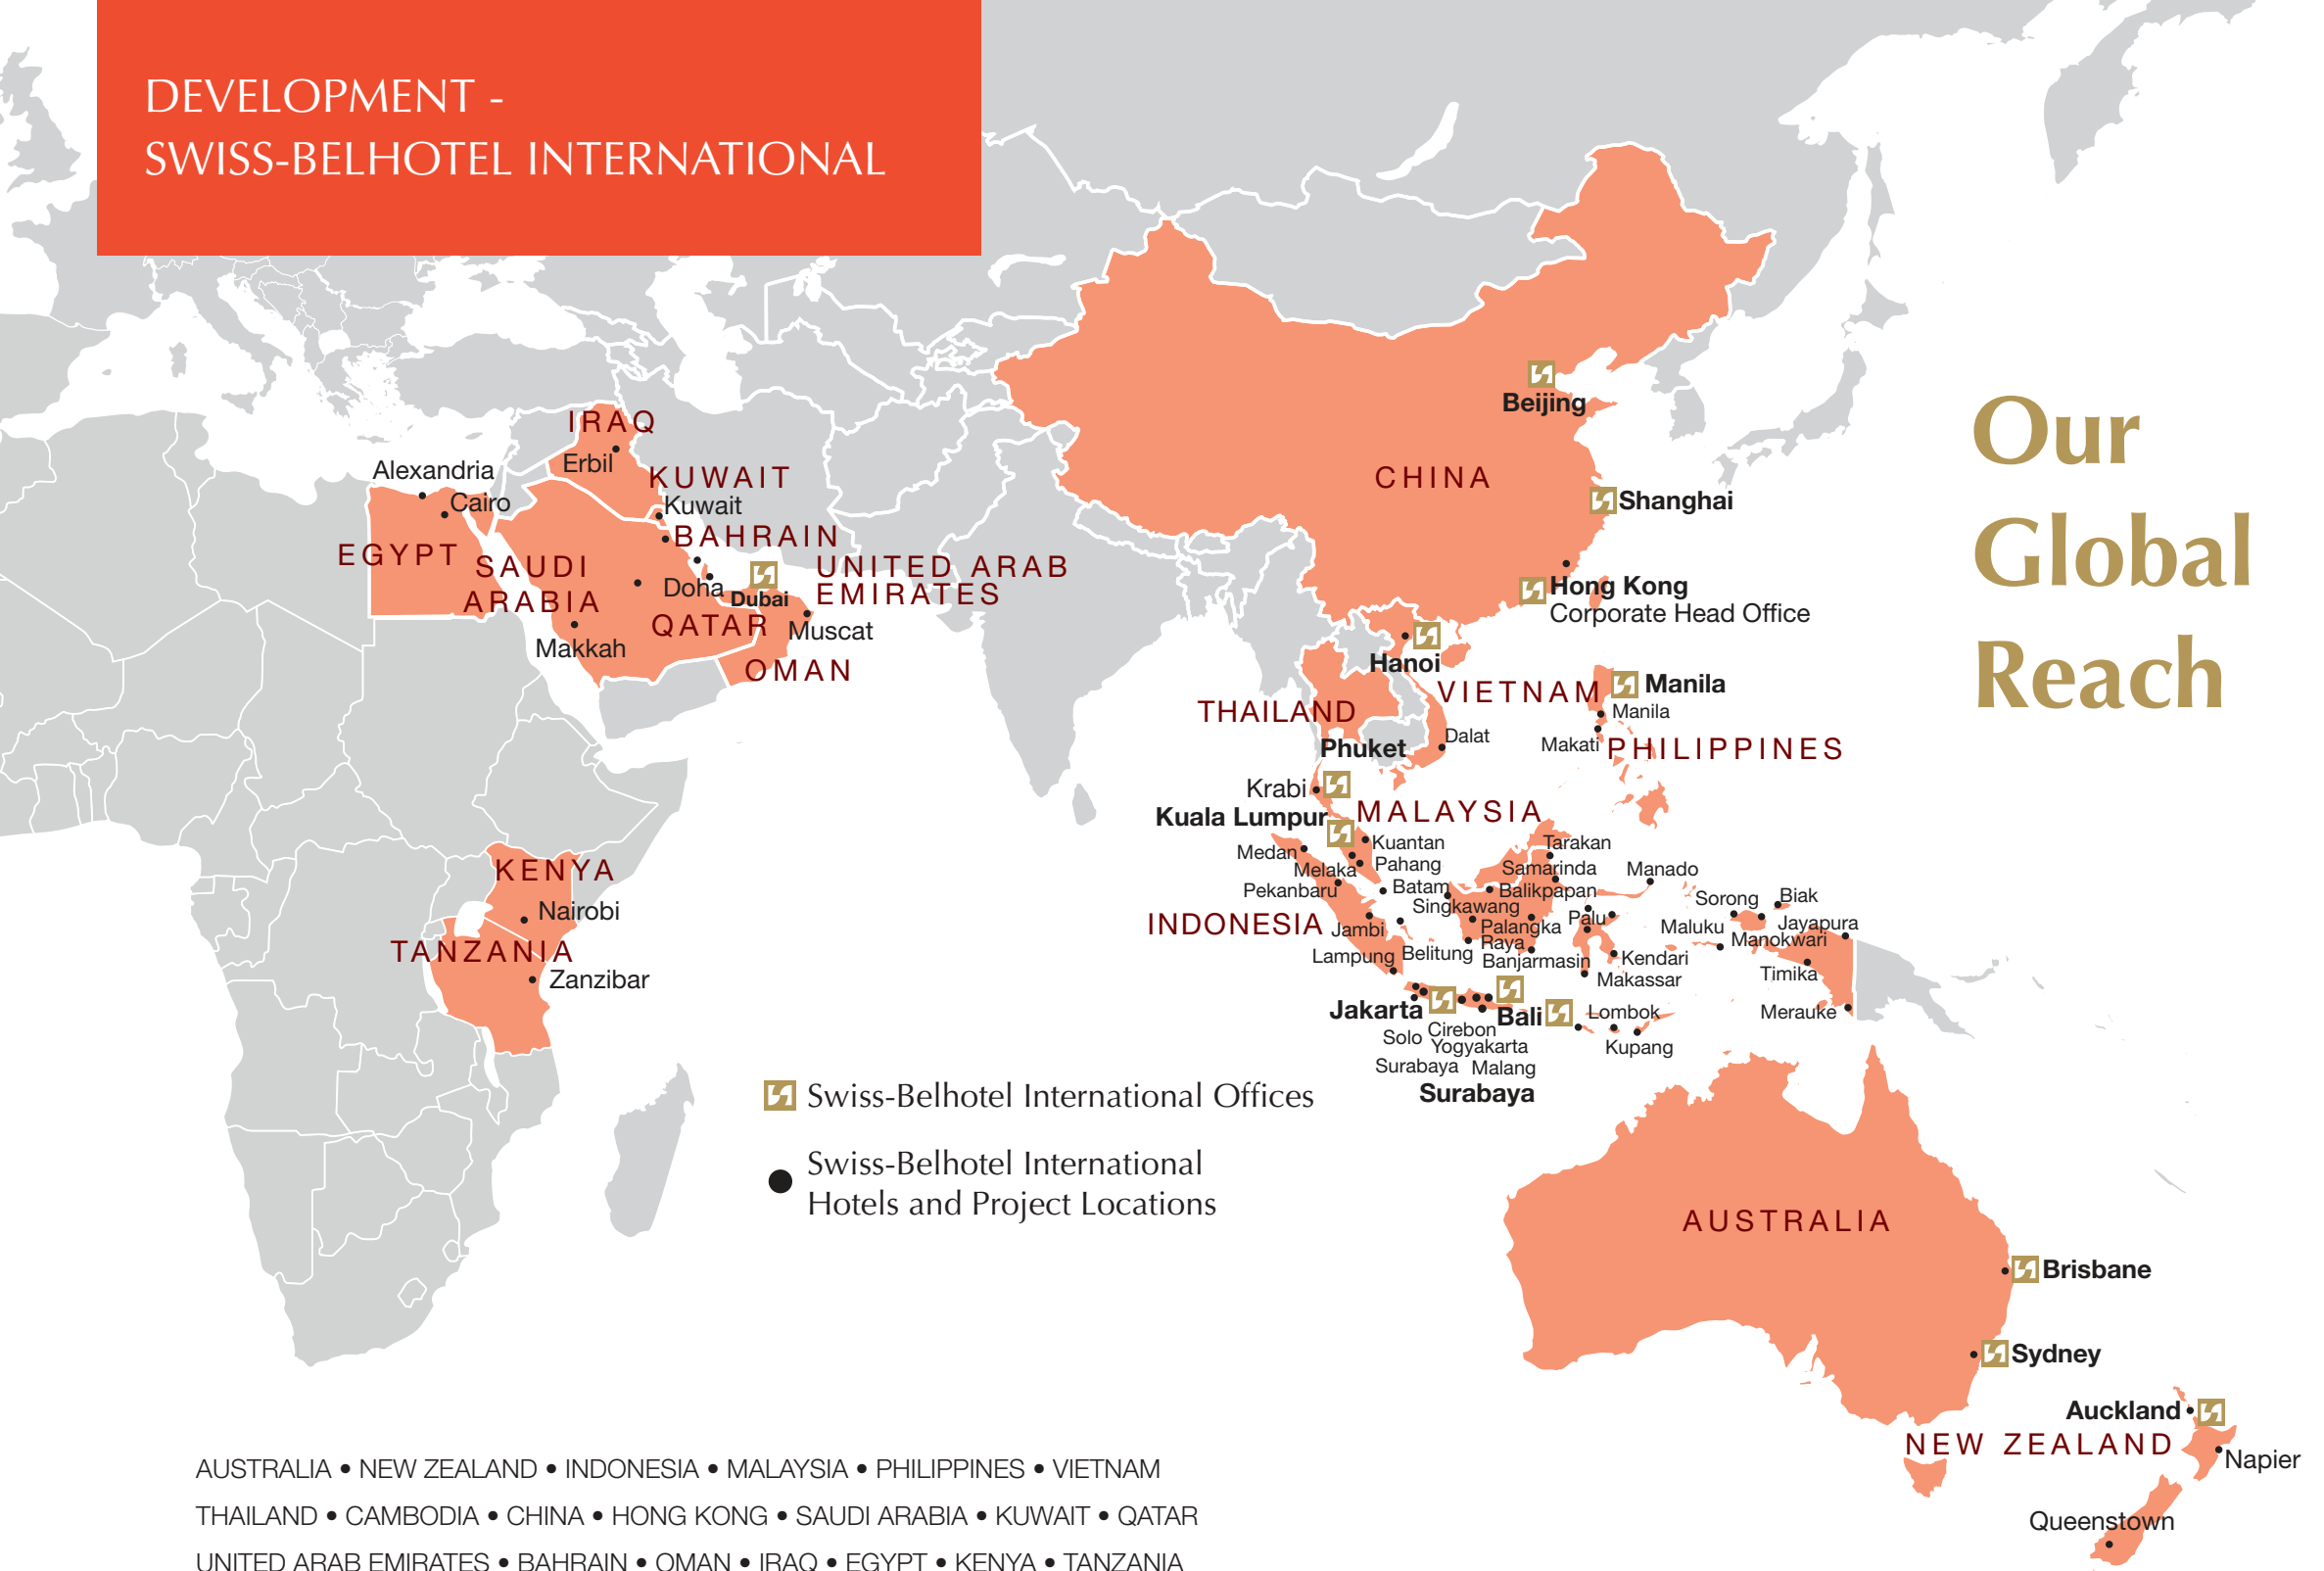 DEVELOPMENT -
SWISS-BELHOTEL INTERNATIONAL
Our
Global
Reach
IRAQ
Erbil
Alexandria
Cairo
KUWAIT
Kuwait
BAHRAIN
EGYPT
SAUDI
ARABIA
UNITED ARAB
EMIRATES
Doha
Dubai
QATAR
Muscat
Makkah
OMAN
KENYA
Nairobi
TANZANIA
Zanzibar
Beijing
CHINA
Shanghai
Hong Kong
Corporate Head Office
Hanoi
VIETNAM
Manila
Manila
THAILAND
Phuket
Dalat
Makati
PHILIPPINES
Krabi
Kuala Lumpur
MALAYSIA
Kuantan
Medan
Melaka
Pahang
Pekanbaru
Batam
Tarakan
Samarinda
Manado
Balikpapan
Singkawang
Sorong
Biak
INDONESIA
Jambi
Palangka
Raya
Palu
Maluku
Jayapura
Manokwari
Lampung
Belitung
Banjarmasin
Kendari
Makassar
Timika
Jakarta
Bali
Lombok
Merauke
Solo
Cirebon
Yogyakarta
Kupang
Surabaya
Malang
Surabaya
Swiss-Belhotel International Offices
Swiss-Belhotel International
Hotels and Project Locations
AUSTRALIA
Brisbane
Sydney
Auckland
NEW ZEALAND
Napier
Queenstown
AUSTRALIA • NEW ZEALAND • INDONESIA • MALAYSIA • PHILIPPINES • VIETNAM
THAILAND • CAMBODIA • CHINA • HONG KONG • SAUDI ARABIA • KUWAIT • QATAR
UNITED ARAB EMIRATES • BAHRAIN • OMAN • IRAQ • EGYPT • KENYA • TANZANIA